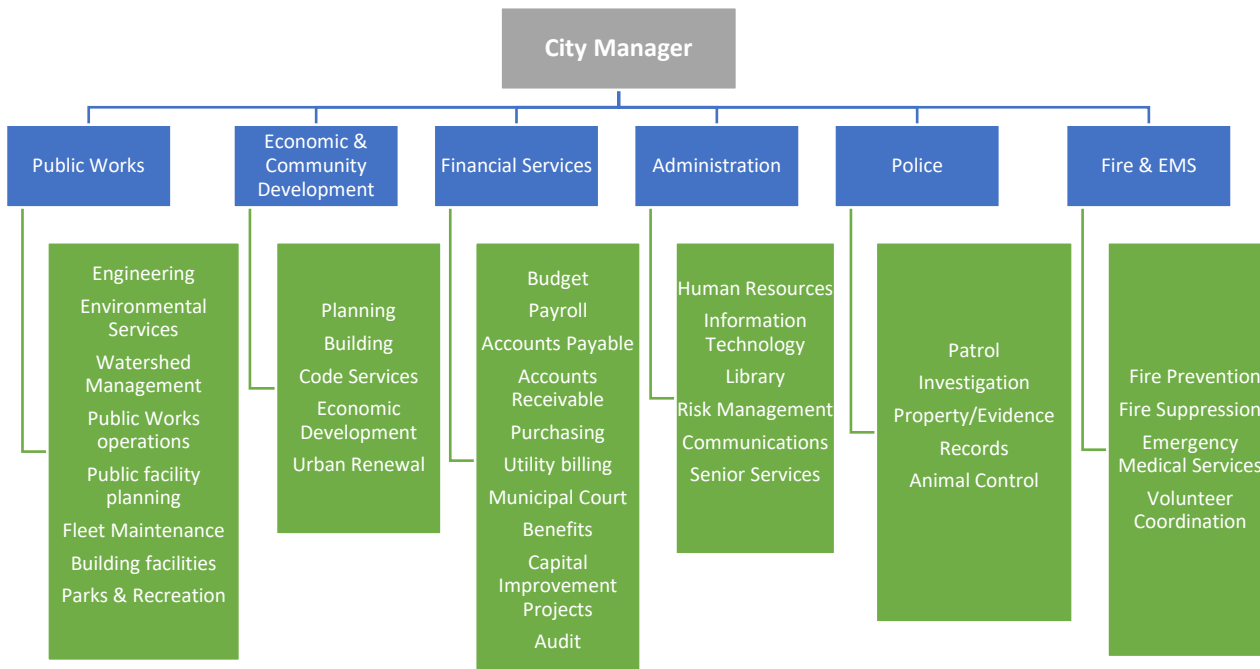 City Manager
Public Works
Economic &
Community
Development
Financial Services
Administration
Police
Fire & EMS
Engineering
Environmental
Services
Watershed
Management
Public Works
operations
Public facility
planning
Fleet Maintenance
Building facilities
Parks & Recreation
Planning
Building
Code Services
Economic
Development
Urban Renewal
Budget
Payroll
Accounts Payable
Accounts
Receivable
Purchasing
Utility billing
Municipal Court
Benefits
Capital
Improvement
Projects
Audit
Human Resources
Information
Technology
Library
Risk Management
Communications
Senior Services
Patrol
Investigation
Property/Evidence
Records
Animal Control
Fire Prevention
Fire Suppression
Emergency
Medical Services
Volunteer
Coordination